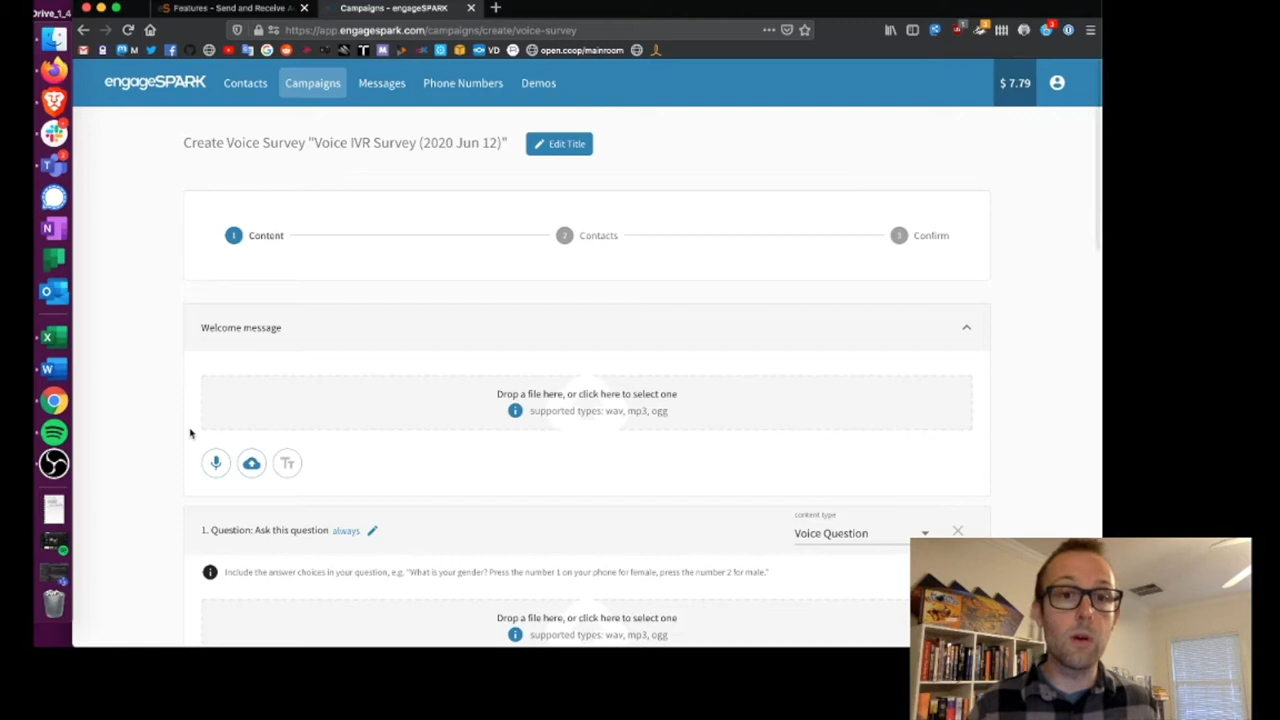 Drive_1_4
Features - Send and Receive A
Campaigns - engageSPARK
https://app.engagespark.com/campaigns/create/voice-survey
VD
open.coop/mainroom
engageSPARK
Contacts
Campaigns
Messages
Phone Numbers
Demos
$ 7.79
Create Voice Survey "Voice IVR Survey (2020 Jun 12)"
Edit Title
1 Content
2 Contacts
3 Confirm
Welcome message
Drop a file here, or click here to select one
supported types: wav, mp3, ogg
Tt
1. Question: Ask this question always
content type
Voice Question
Include the answer choices in your question, e.g. "What is your gender? Press the number 1 on your phone for female, press the number 2 for male."
Drop a file here, or click here to select one
supported types: wav, mp3, ogg